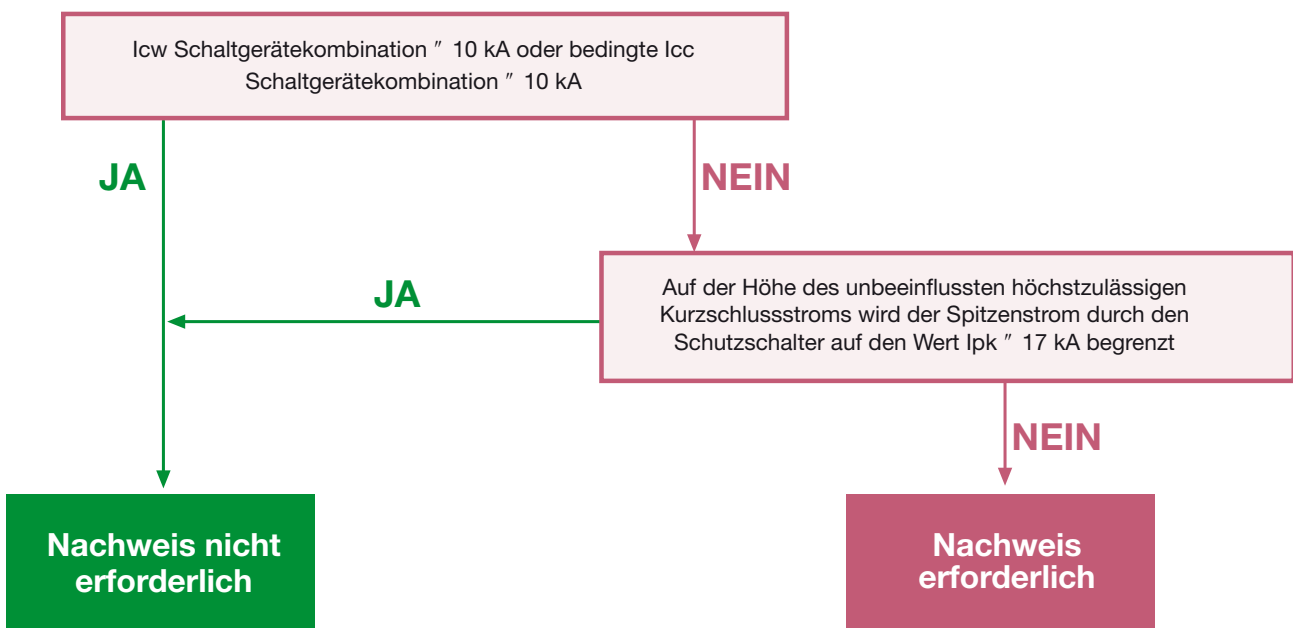 Icw Schaltgerätekombination " 10 kA oder bedingte Icc
Schaltgerätekombination " 10 kA
JA
NEIN
JA
Auf der Höhe des unbeeinflussten höchstzulässigen
Kurzschlussstroms wird der Spitzenstrom durch den
Schutzschalter auf den Wert Ipk " 17 kA begrenzt
NEIN
Nachweis nicht
erforderlich
Nachweis
erforderlich